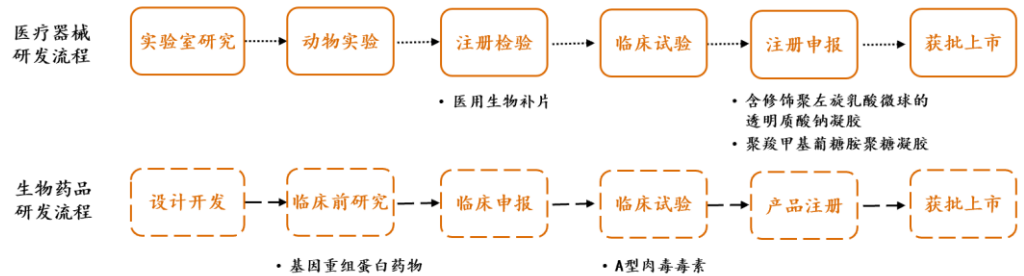 医疗器械
研发流程
实验室研究
动物实验
注册检验
临床试验
注册申报
获批上市
• 医用生物补片
• 含修饰聚左旋乳酸微球的
透明质酸钠凝胶
• 聚羧甲基葡糖胺聚糖凝胶
生物药品
研发流程
设计开发
临床前研究
临床申报
临床试验
产品注册
获批上市
• 基因重组蛋白药物
• A型肉毒毒素